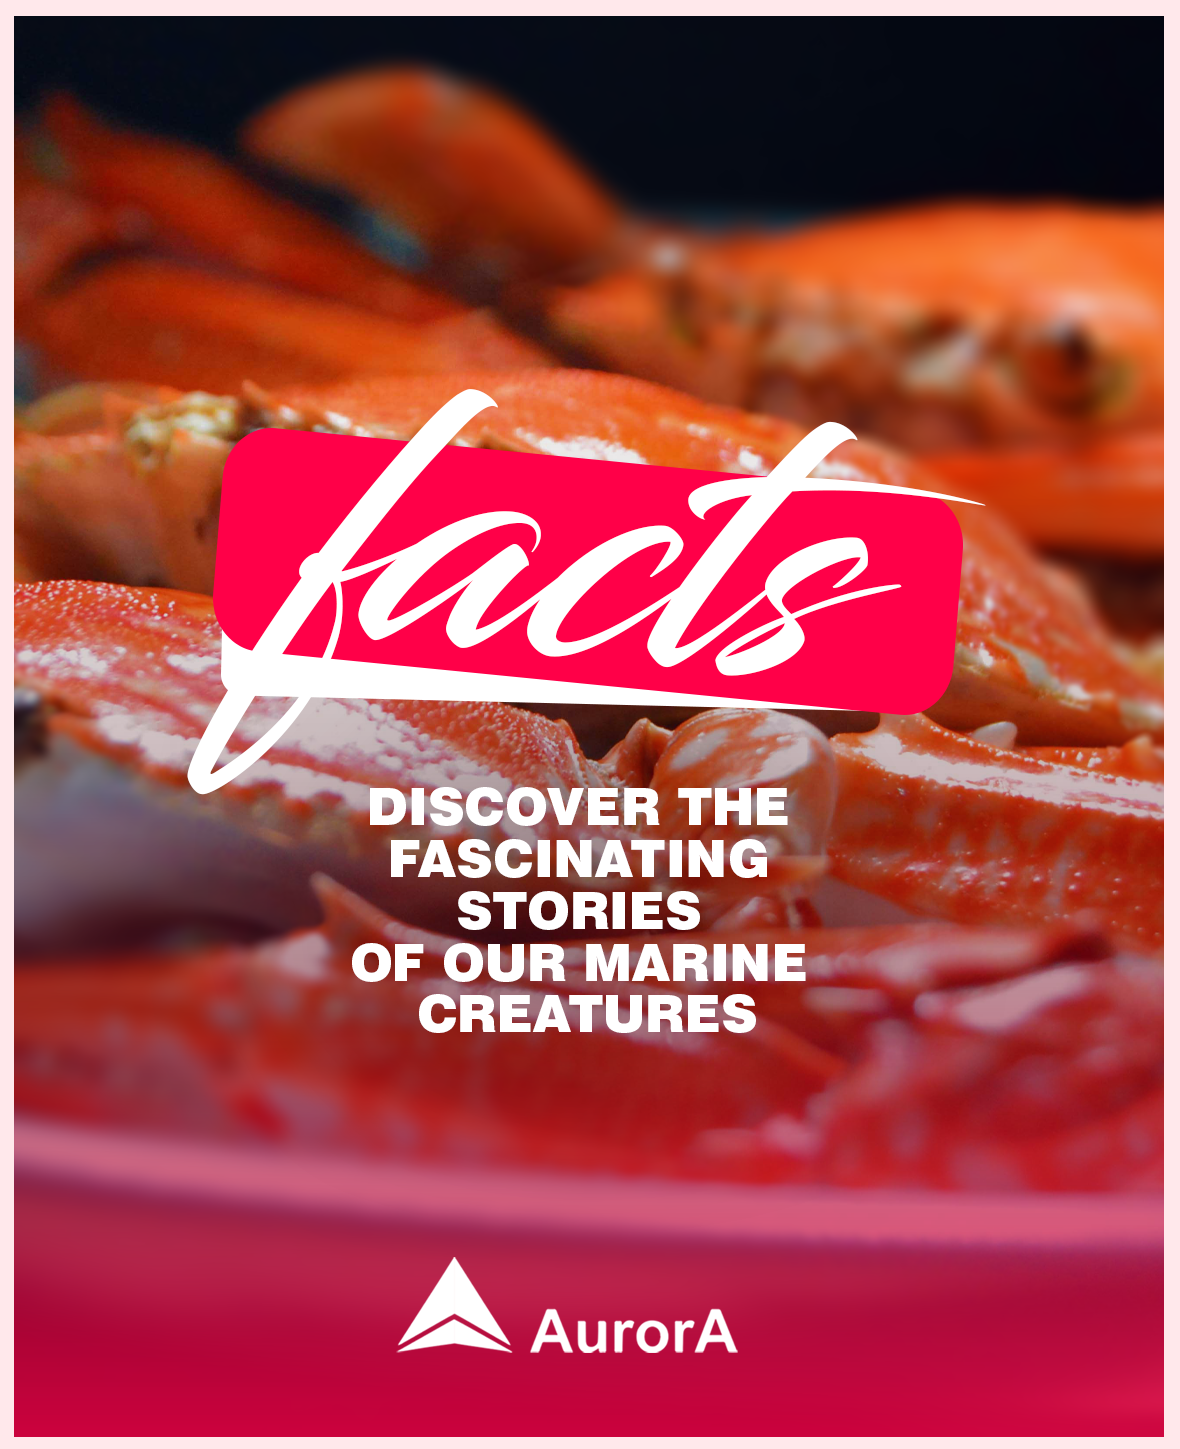 facts
DISCOVER THE
FASCINATING
STORIES
OF OUR MARINE
CREATURES
AurorA